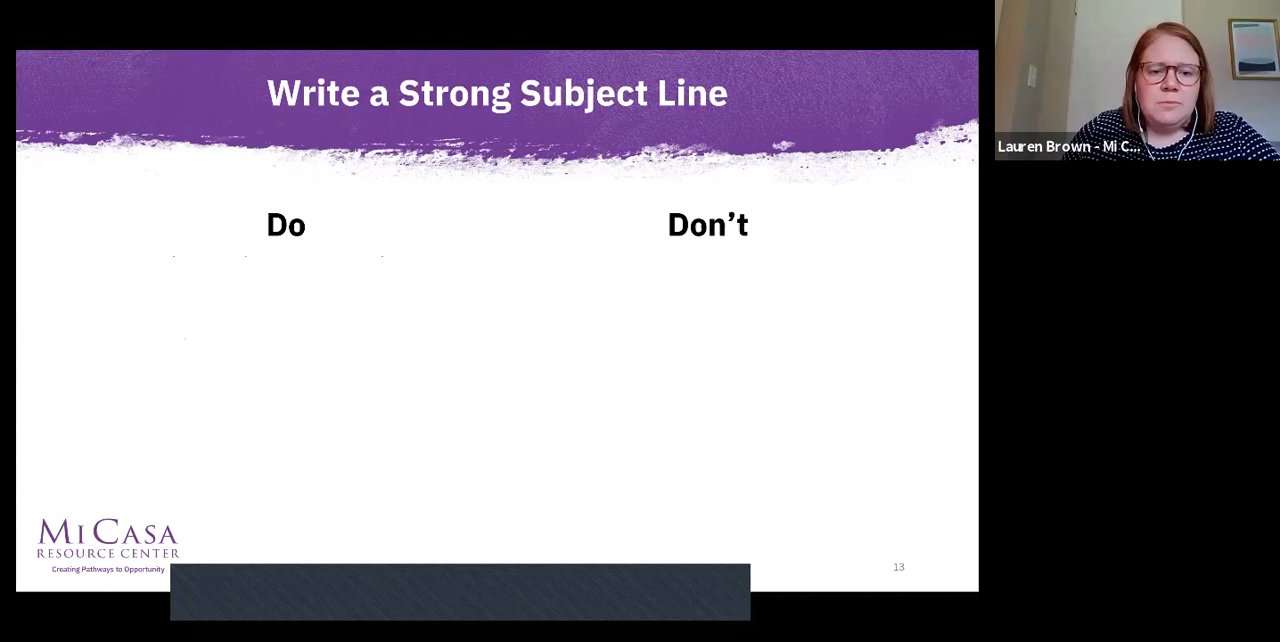 Write a Strong Subject Line
Lauren Brown - Mi C...
Do
Don't
MI CASA
RESOURCE CENTER
Creating Pathways to Opportunity
13